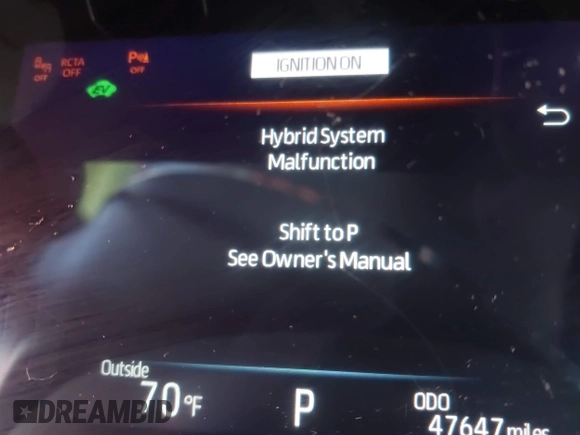 IGNITION ON
OFF
RCTA
OFF
OFF
EV
Hybrid System
Malfunction
Shift to P
See Owner's Manual
Outside
70 °F
P
ODO
47647 miles
DREAMBID